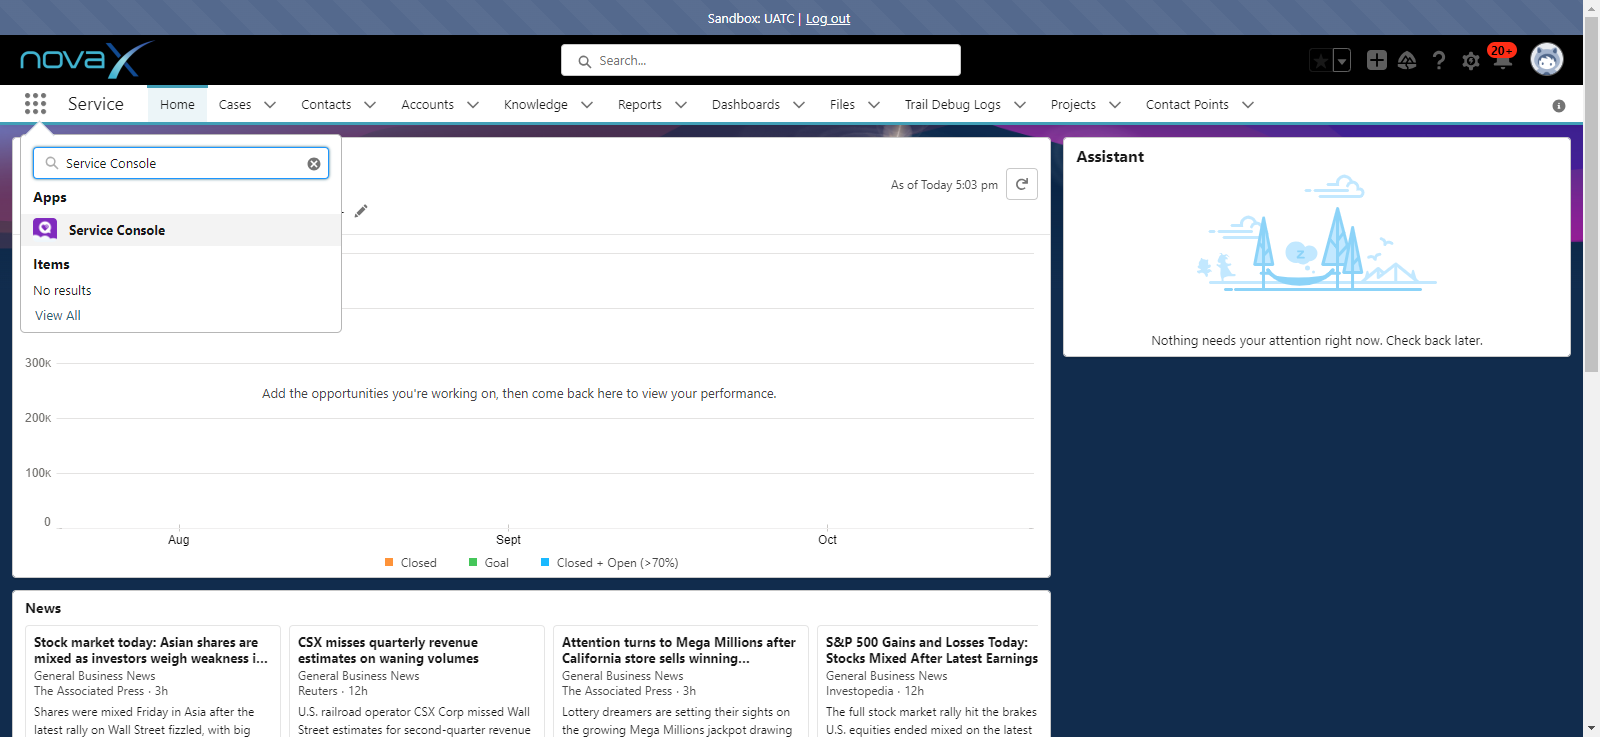 Sandbox: UATC | Log out
novaX
Search...
20+
Service
Home
Cases
Contacts
Accounts
Knowledge
Reports
Dashboards
Files
Trail Debug Logs
Projects
Contact Points
Service Console
Apps
Service Console
Items
No results
View All
As of Today 5:03 pm
300K
200K
100K
0
Add the opportunities you're working on, then come back here to view your performance.
Aug
Sept
Oct
Closed
Goal
Closed + Open (>70%)
Assistant
Z
Nothing needs your attention right now. Check back later.
News
Stock market today: Asian shares are
mixed as investors weigh weakness i...
General Business News
The Associated Press · 3h
Shares were mixed Friday in Asia after the
latest rally on Wall Street fizzled, with big
CSX misses quarterly revenue
estimates on waning volumes
General Business News
Reuters · 12h
U.S. railroad operator CSX Corp missed Wall
Street estimates for second-quarter revenue
Attention turns to Mega Millions after
California store sells winning...
General Business News
The Associated Press · 3h
Lottery dreamers are setting their sights on
the growing Mega Millions jackpot drawing
S&P 500 Gains and Losses Today:
Stocks Mixed After Latest Earnings
General Business News
Investopedia · 12h
The full stock market rally hit the brakes
U.S. equities ended mixed on the latest